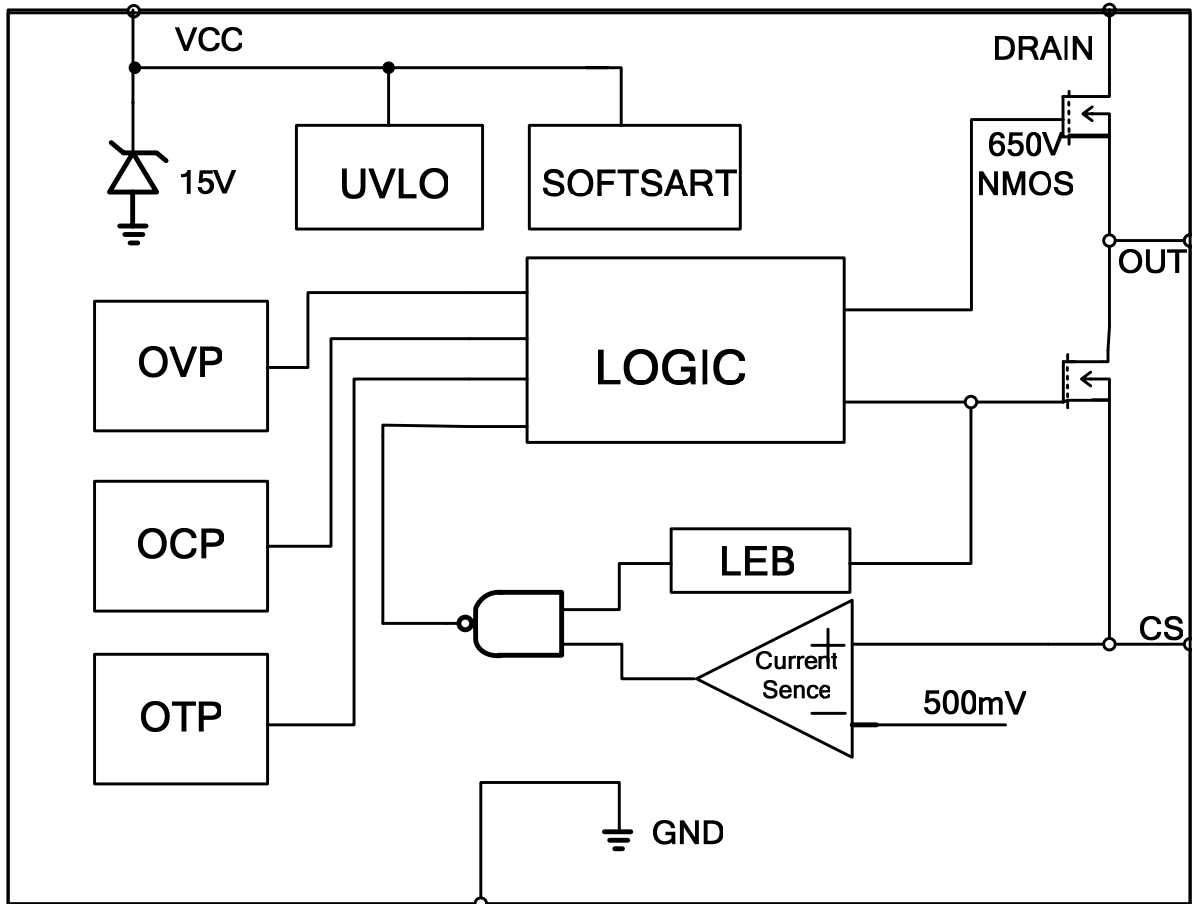 VCC
DRAIN
15V
UVLO
SOFTSART
650V
NMOS
OUT
OVP
LOGIC
OCP
LEB
CS
+
Current
Sence
500mV
OTP
GND